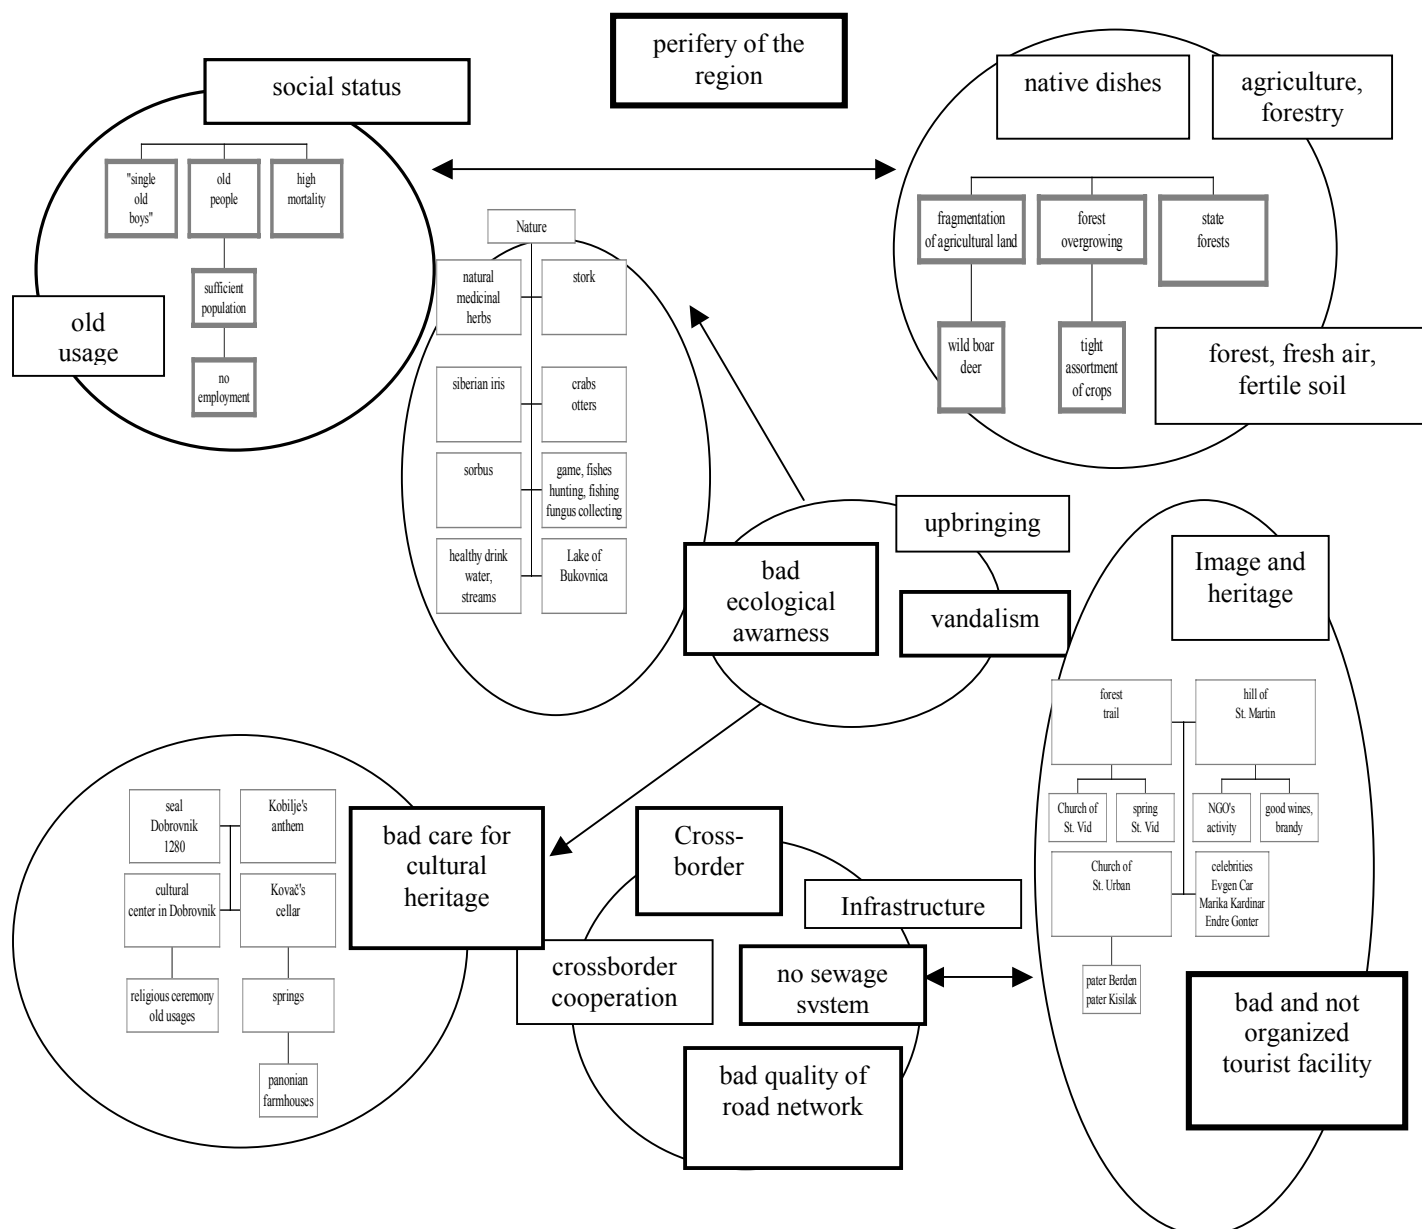 perifery of the
region
social status
"single
old
boys"
old
people
high
mortality
sufficient
population
no
employment
old
usage
native dishes
agriculture,
forestry
fragmentation
of agricultural land
forest
overgrowing
state
forests
wild boar
deer
tight
assortment
of crops
forest, fresh air,
fertile soil
Nature
natural
medicinal
herbs
stork
siberian iris
crabs
otters
sorbus
game, fishes
hunting, fishing
fungus collecting
healthy drink
water,
streams
Lake of
Bukovnica
upbringing
bad
ecological
awarness
vandalism
Image and
heritage
forest
trail
hill of
St. Martin
Church of
St. Vid
spring
St. Vid
NGO's
activity
good wines,
brandy
Church of
St. Urban
celebrities
Evgen Car
Marika Kardinar
Endre Gonter
pater Berden
pater Kisilak
bad and not
organized
tourist facility
seal
Dobrovnik
1280
Kobilje's
anthem
cultural
center in Dobrovnik
Kovač's
cellar
religious ceremony
old usages
springs
panonian
farmhouses
bad care for
cultural
heritage
Cross-
border
Infrastructure
crossborder
cooperation
no sewage
system
bad quality of
road network